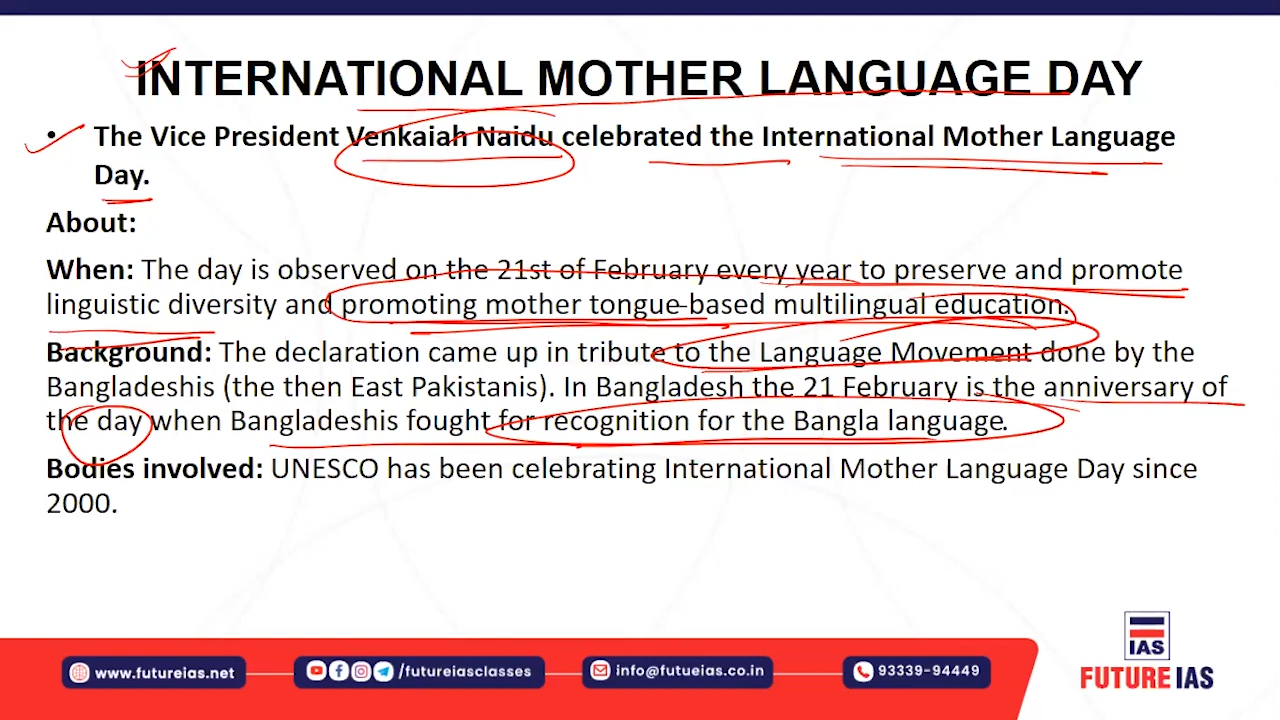 INTERNATIONAL MOTHER LANGUAGE DAY
• The Vice President Venkaiah Naidu celebrated the International Mother Language
Day.
About:
When: The day is observed on the 21st of February every year to preserve and promote
linguistic diversity and promoting mother tongue-based multilingual education.
Background: The declaration came up in tribute to the Language Movement done by the
Bangladeshis (the then East Pakistanis). In Bangladesh the 21 February is the anniversary of
the day when Bangladeshis fought for recognition for the Bangla language.
Bodies involved: UNESCO has been celebrating International Mother Language Day since
2000.
IAS
FUTURE IAS
www.futureias.net
/futureiasclasses
info@futueias.co.in
93339-94449